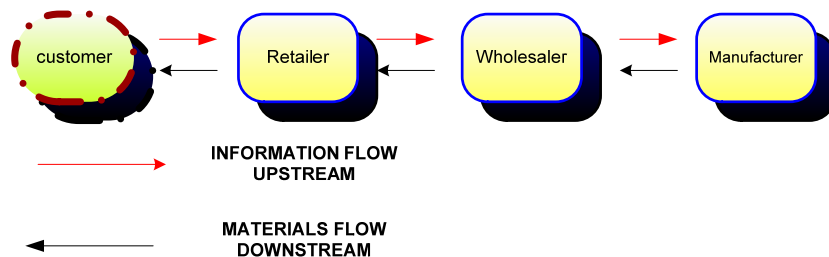 customer
Retailer
Wholesaler
Manufacturer
INFORMATION FLOW
UPSTREAM
MATERIALS FLOW
DOWNSTREAM